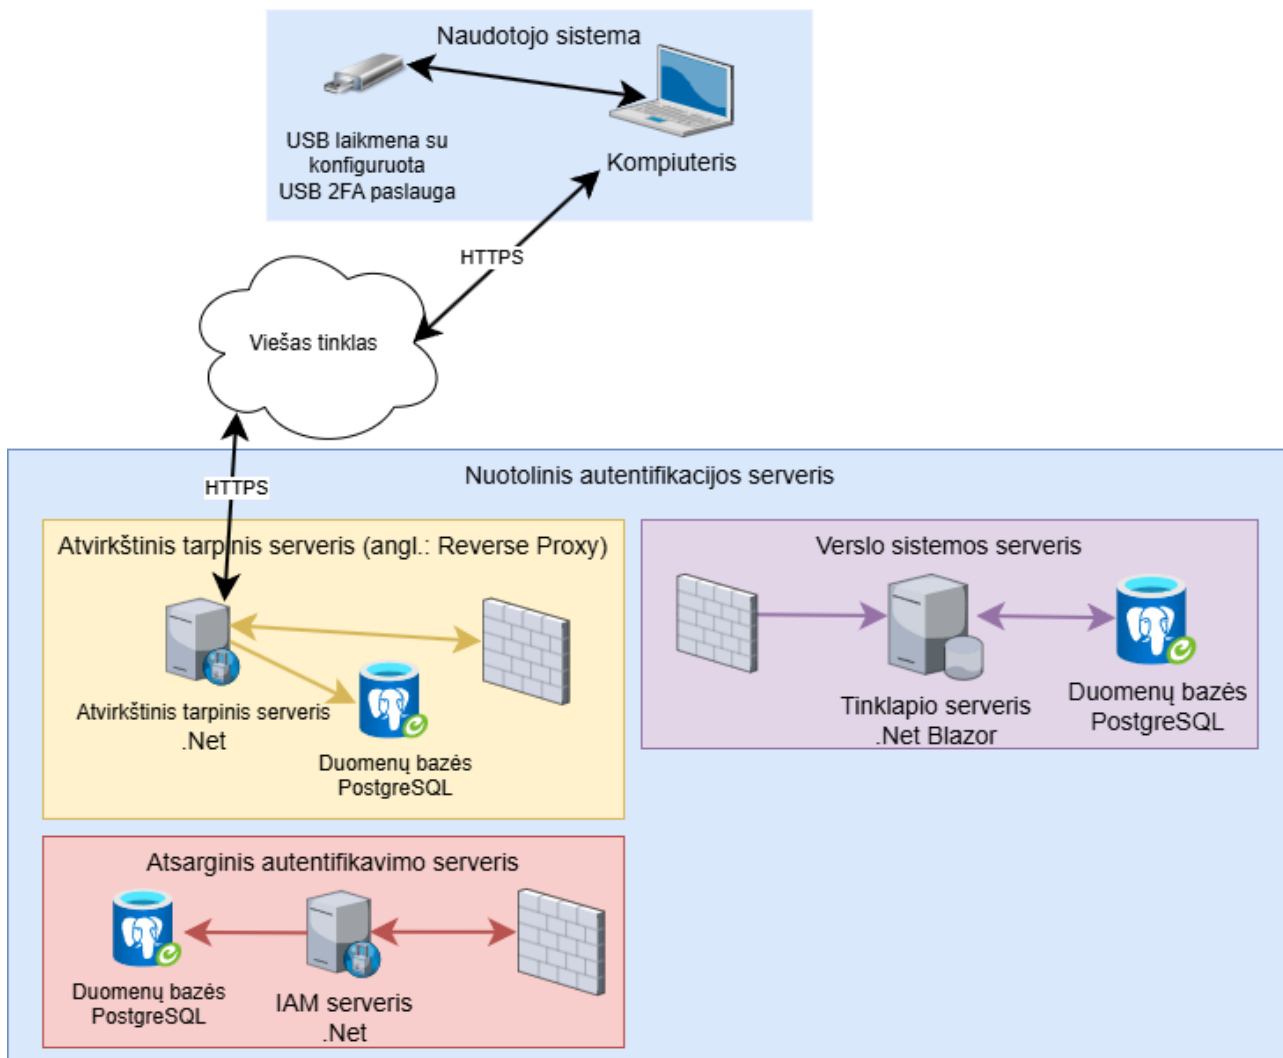 Naudotojo sistema
USB laikmena su
konfiguruota
USB 2FA paslauga
Kompiuteris
HTTPS
Viešas tinklas
HTTPS
Nuotolinis autentifikacijos serveris
Atvirkštinis tarpinis serveris (angl.: Reverse Proxy)
Atvirkštinis tarpinis serveris
.Net
Duomenų bazės
PostgreSQL
Verslo sistemos serveris
Tinklapio serveris
.Net Blazor
Duomenų bazės
PostgreSQL
Atsarginis autentifikavimo serveris
Duomenų bazės
PostgreSQL
IAM serveris
.Net